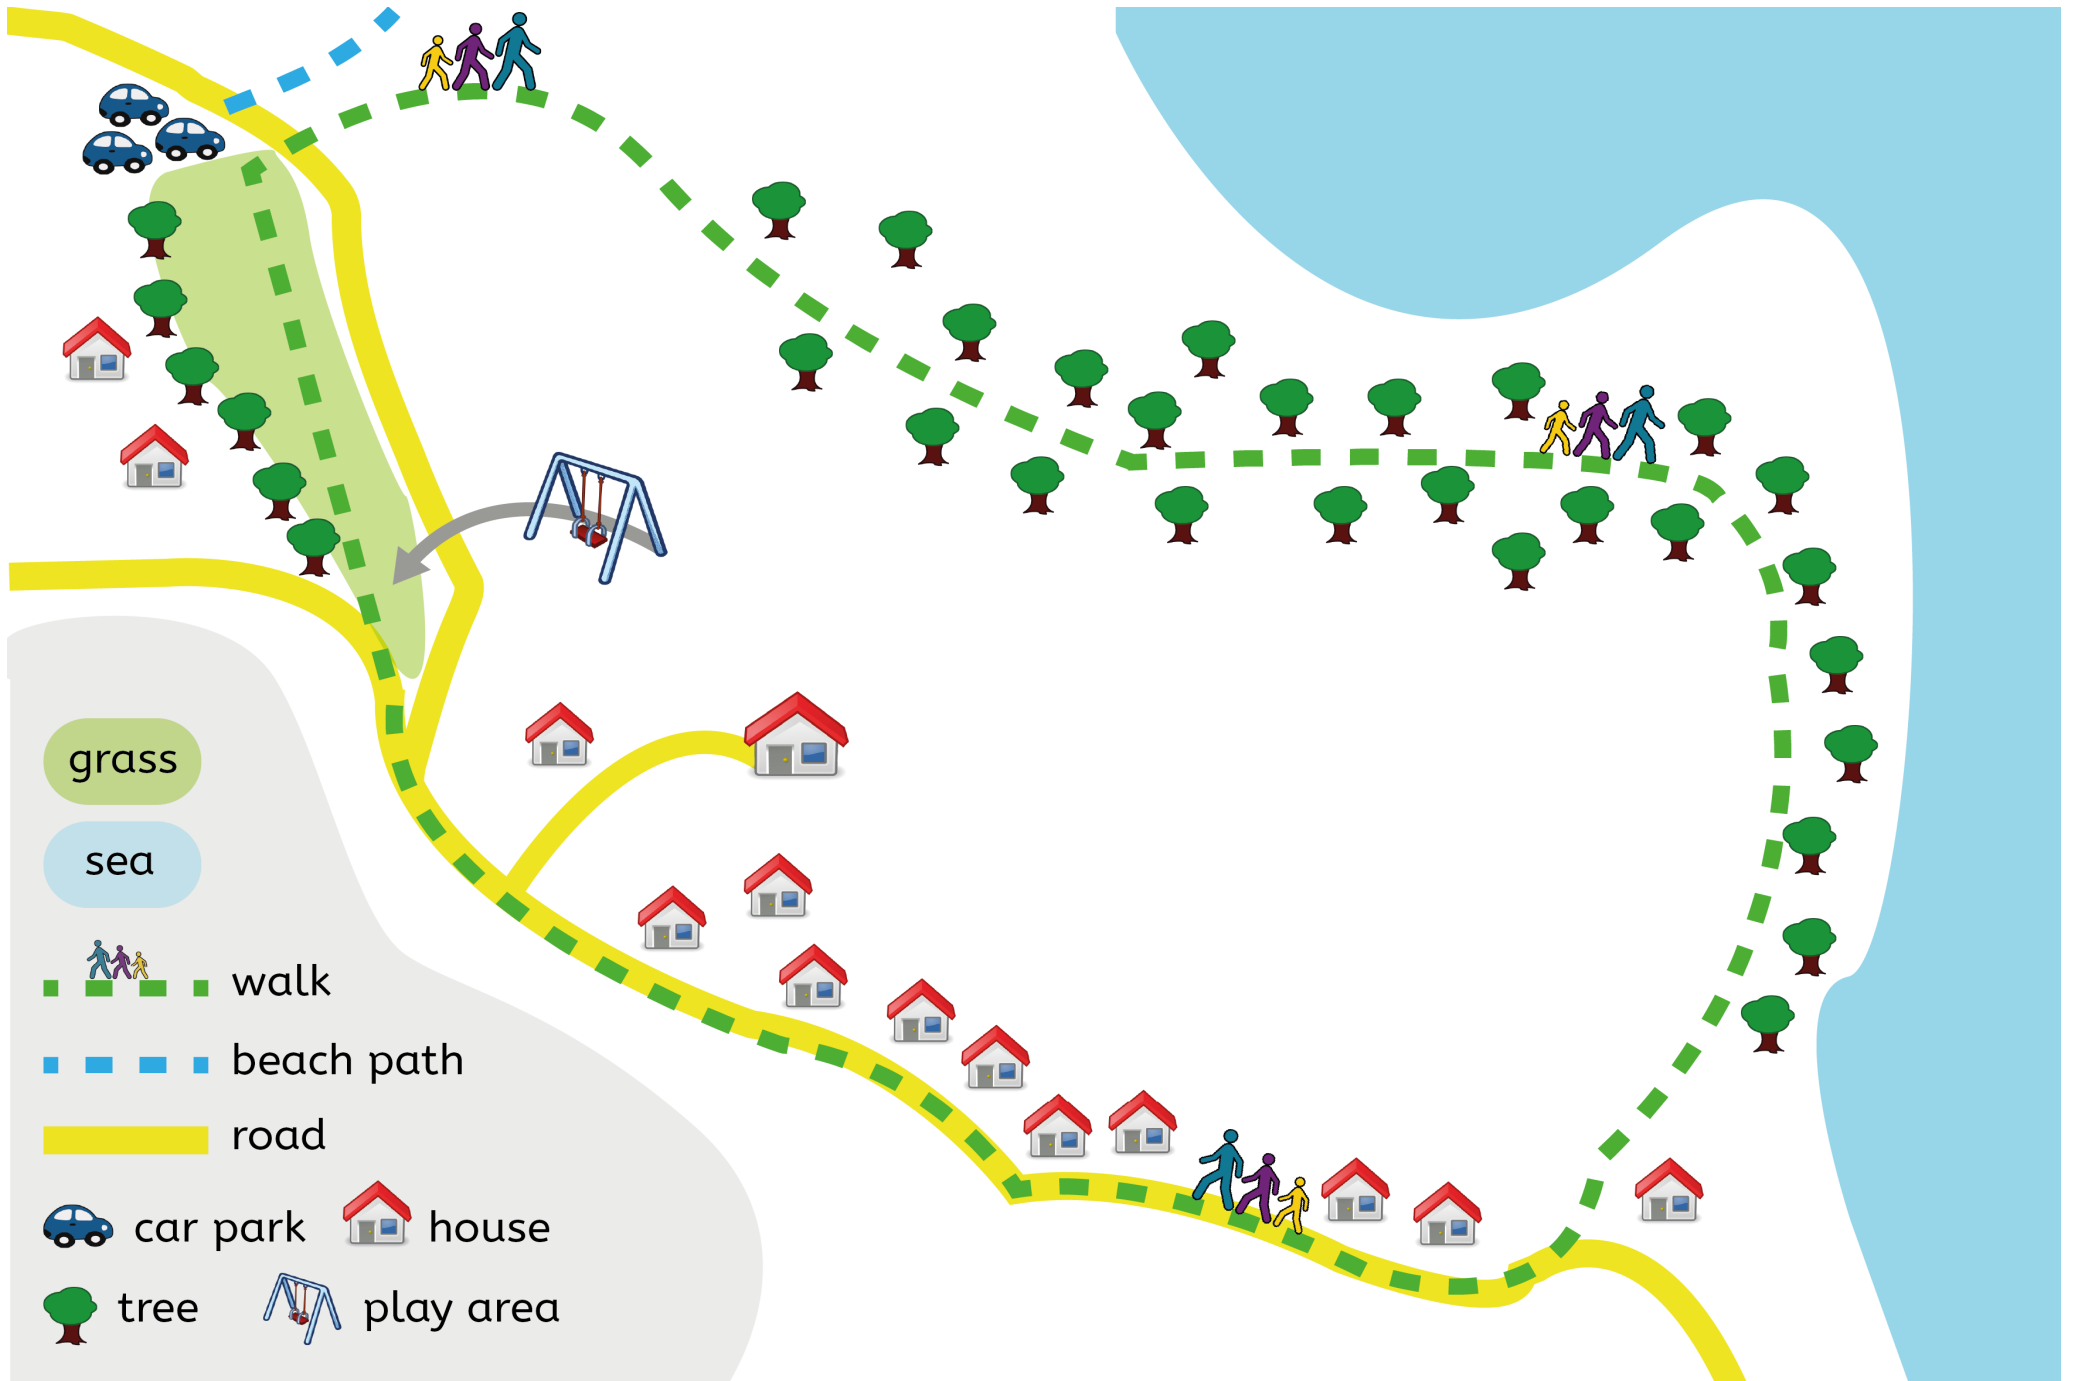 grass
sea
walk
beach path
road
car park
house
tree
play area